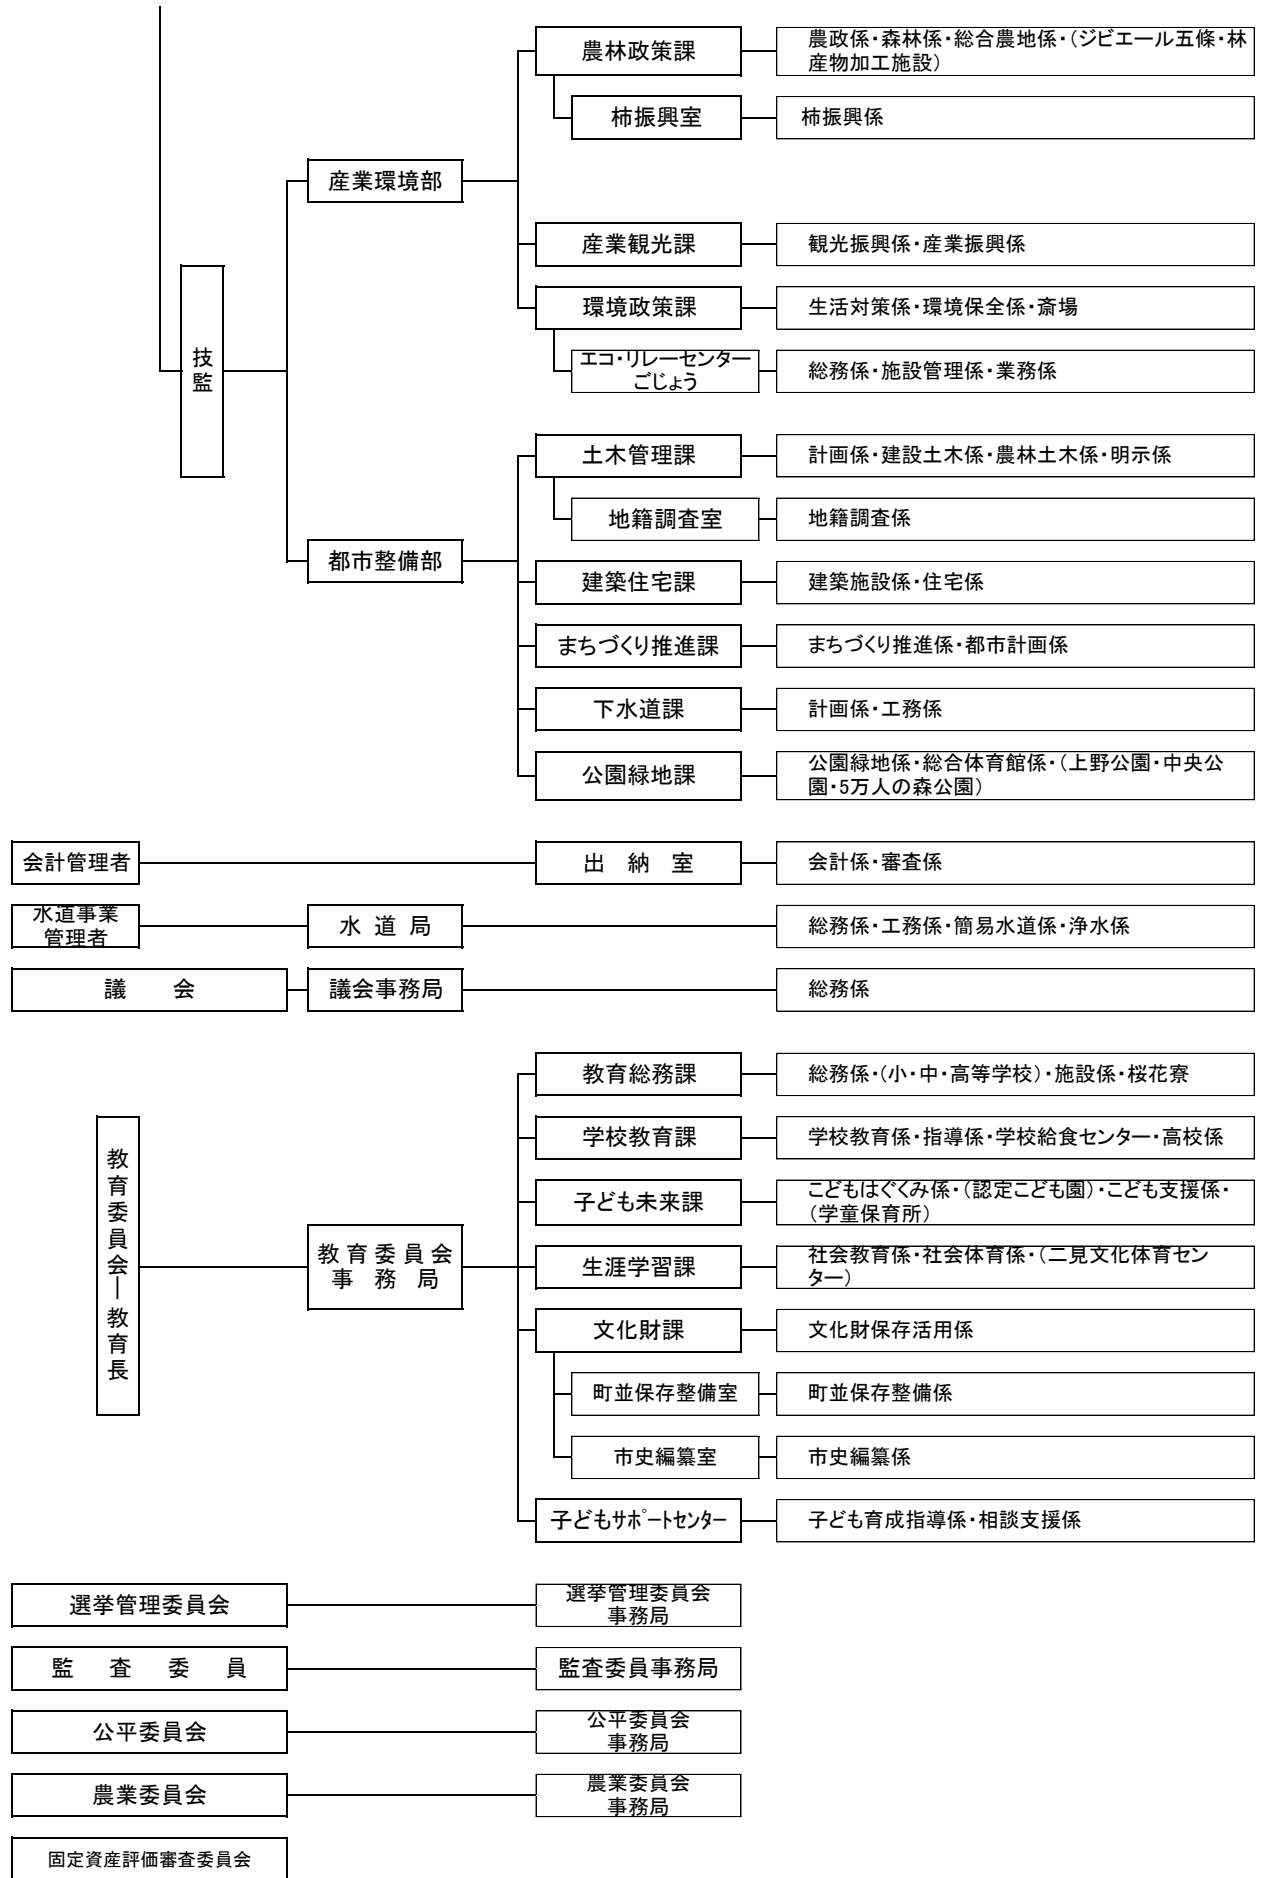 農林政策課
農政係・森林係・総合農地係・(ジビエール五條・林
産物加工施設)
柿振興室
柿振興係
産業環境部
産業観光課
観光振興係・産業振興係
環境政策課
生活対策係・環境保全係・斎場
技監
エコ・リレーセンター
ごじょう
総務係・施設管理係・業務係
土木管理課
計画係・建設土木係・農林土木係・明示係
地籍調査室
地籍調査係
都市整備部
建築住宅課
建築施設係・住宅係
まちづくり推進課
まちづくり推進係・都市計画係
下水道課
計画係・工務係
公園緑地課
公園緑地係・総合体育館係・(上野公園・中央公
園・5万人の森公園)
会計管理者
出 納 室
会計係・審査係
水道事業
管理者
水 道 局
総務係・工務係・簡易水道係・浄水係
議 会
議会事務局
総務係
教育総務課
総務係・(小・中・高等学校)・施設係・桜花寮
学校教育課
学校教育係・指導係・学校給食センター・高校係
教育委員会―教育長
子ども未来課
こどもはぐくみ係・(認定こども園)・こども支援係・
(学童保育所)
教 育 委 員 会
事 務 局
生涯学習課
社会教育係・社会体育係・(二見文化体育セン
ター)
文化財課
文化財保存活用係
町並保存整備室
町並保存整備係
市史編纂室
市史編纂係
子どもサポートセンター
子ども育成指導係・相談支援係
選挙管理委員会
選挙管理委員会
事務局
監 査 委 員
監査委員事務局
公平委員会
公平委員会
事務局
農業委員会
農業委員会
事務局
固定資産評価審査委員会